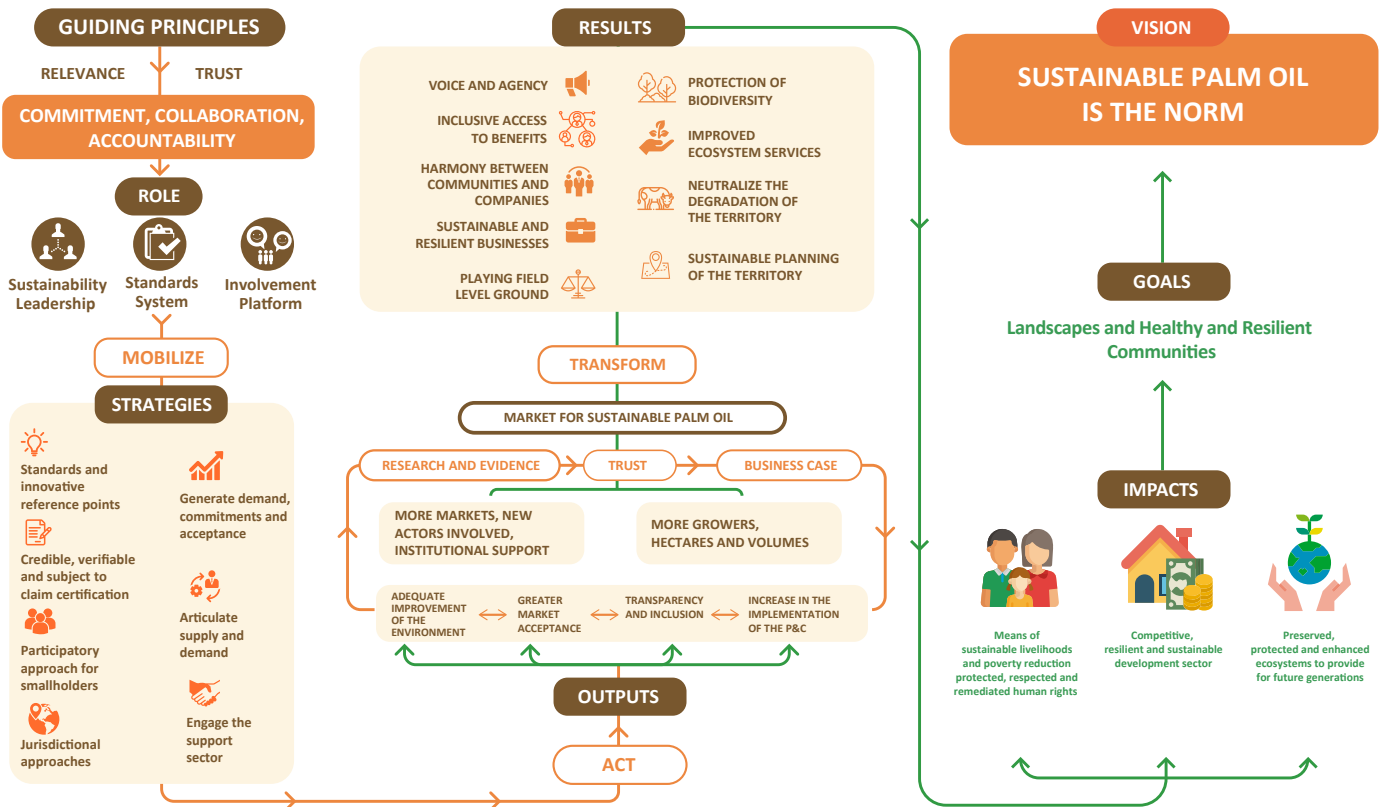 GUIDING PRINCIPLES
RELEVANCE
TRUST
COMMITMENT, COLLABORATION,
ACCOUNTABILITY
ROLE
Sustainability
Leadership
Standards
System
Involvement
Platform
MOBILIZE
STRATEGIES
Standards and
innovative
reference points
Credible, verifiable
and subject to
claim certification
Participatory
approach for
smallholders
Jurisdictional
approaches
Generate demand,
commitments and
acceptance
Articulate
supply and
demand
Engage the
support
sector
RESULTS
VOICE AND AGENCY
INCLUSIVE ACCESS
TO BENEFITS
HARMONY BETWEEN
COMMUNITIES AND
COMPANIES
SUSTAINABLE AND
RESILIENT BUSINESSES
PLAYING FIELD
LEVEL GROUND
PROTECTION OF
BIODIVERSITY
IMPROVED
ECOSYSTEM SERVICES
NEUTRALIZE THE
DEGRADATION OF
THE TERRITORY
SUSTAINABLE PLANNING
OF THE TERRITORY
TRANSFORM
MARKET FOR SUSTAINABLE PALM OIL
RESEARCH AND EVIDENCE
TRUST
BUSINESS CASE
MORE MARKETS, NEW
ACTORS INVOLVED,
INSTITUTIONAL SUPPORT
MORE GROWERS,
HECTARES AND VOLUMES
ADEQUATE
IMPROVEMENT
OF THE
ENVIRONMENT
GREATER
MARKET
ACCEPTANCE
TRANSPARENCY
AND INCLUSION
INCREASE IN THE
IMPLEMENTATION
OF THE P&C
OUTPUTS
ACT
VISION
SUSTAINABLE PALM OIL
IS THE NORM
GOALS
Landscapes and Healthy and Resilient
Communities
IMPACTS
Means of
sustainable livelihoods
and poverty reduction
protected, respected and
remediated human rights
Competitive,
resilient and sustainable
development sector
Preserved,
protected and enhanced
ecosystems to provide
for future generations